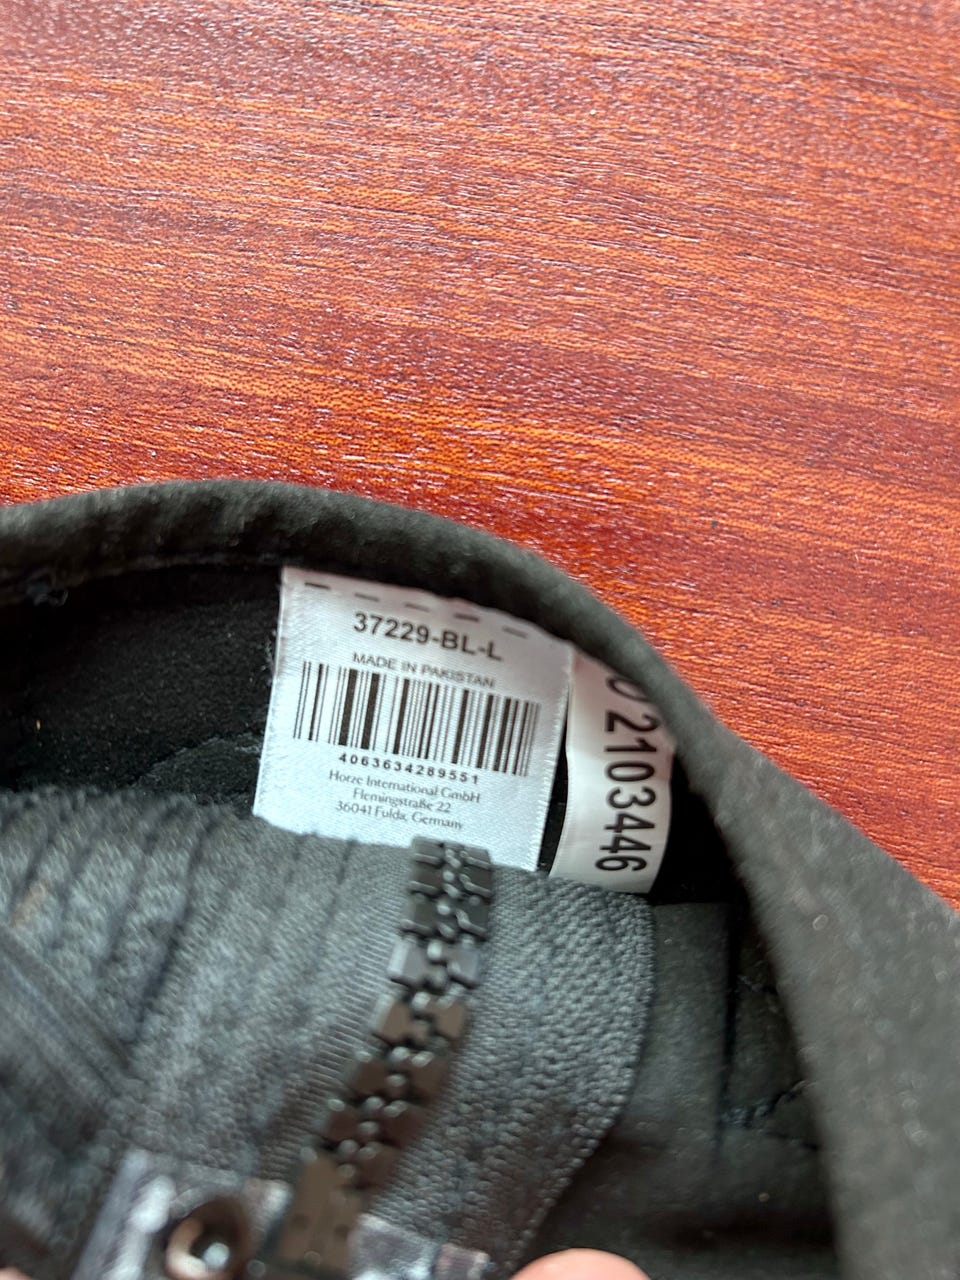 37229-BL-L
MADE IN PAKISTAN
4063634289551
Horze International GmbH
Flemingstraße 22
36041 Fulda, Germany
2103446